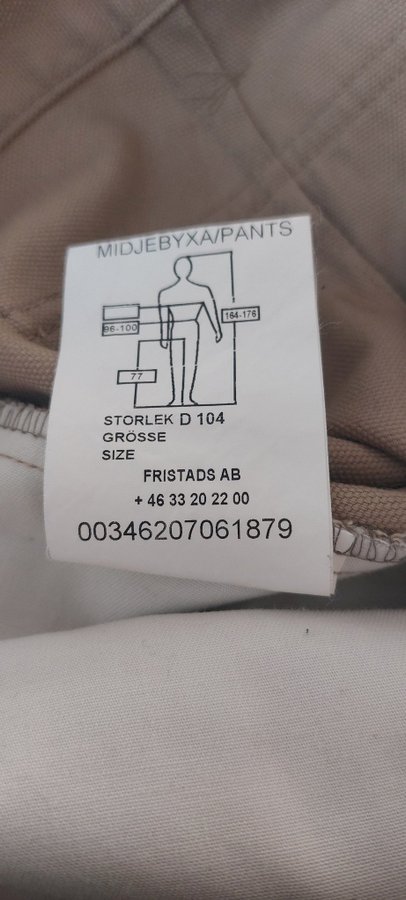 MIDJEBYXA/PANTS
164-176
96-100
77
STORLEK D 104
GRÖSSE
SIZE
FRISTADS AB
+ 46 33 20 22 00
00346207061879